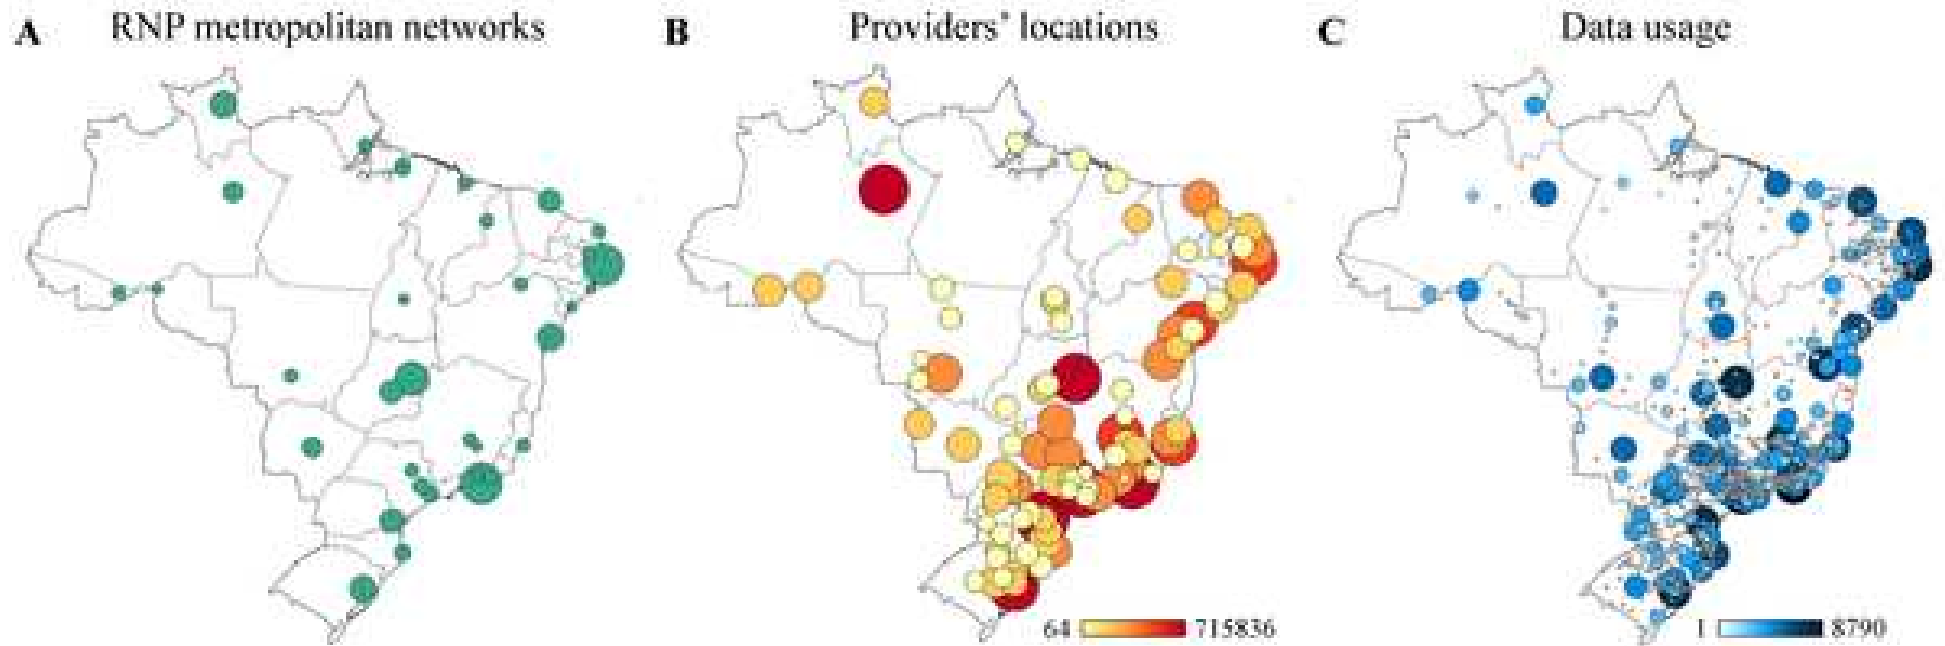 A RNP metropolitan networks
B Providers' locations
C Data usage
64 715836
1 8790